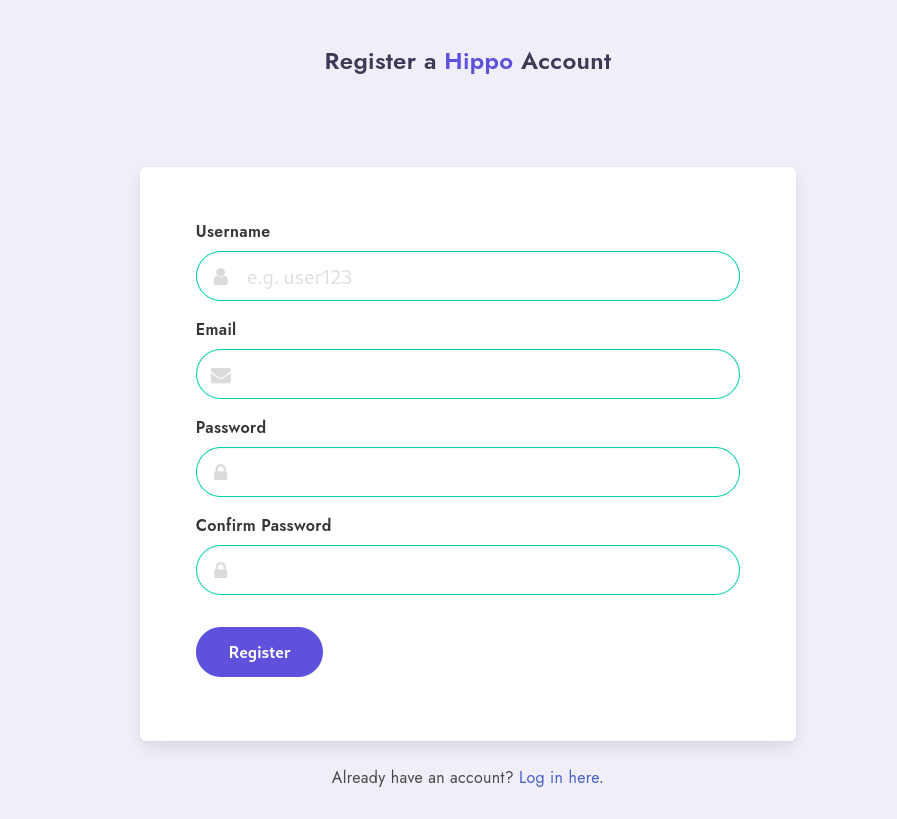 Register a Hippo Account
Username
e.g. user123
Email
Password
Confirm Password
Register
Already have an account? Log in here.